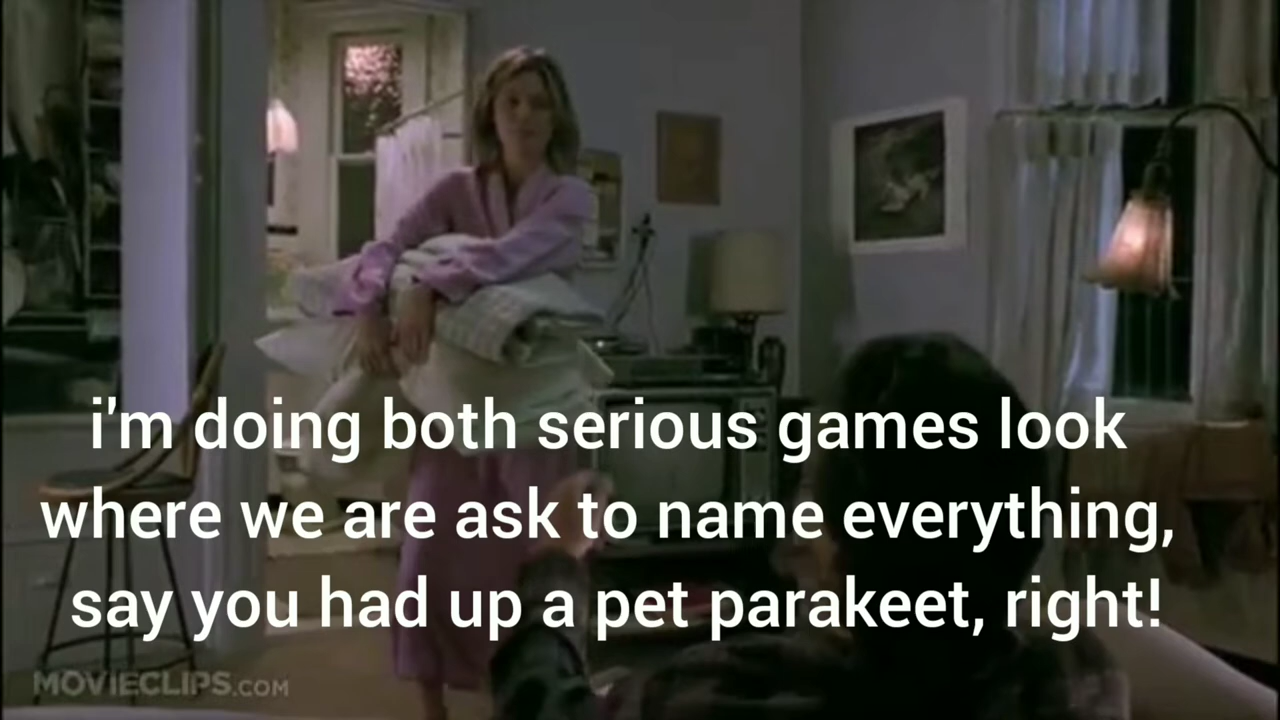 i'm doing both serious games look
where we are ask to name everything,
say you had up a pet parakeet, right!
MOVIECLIPS.COM